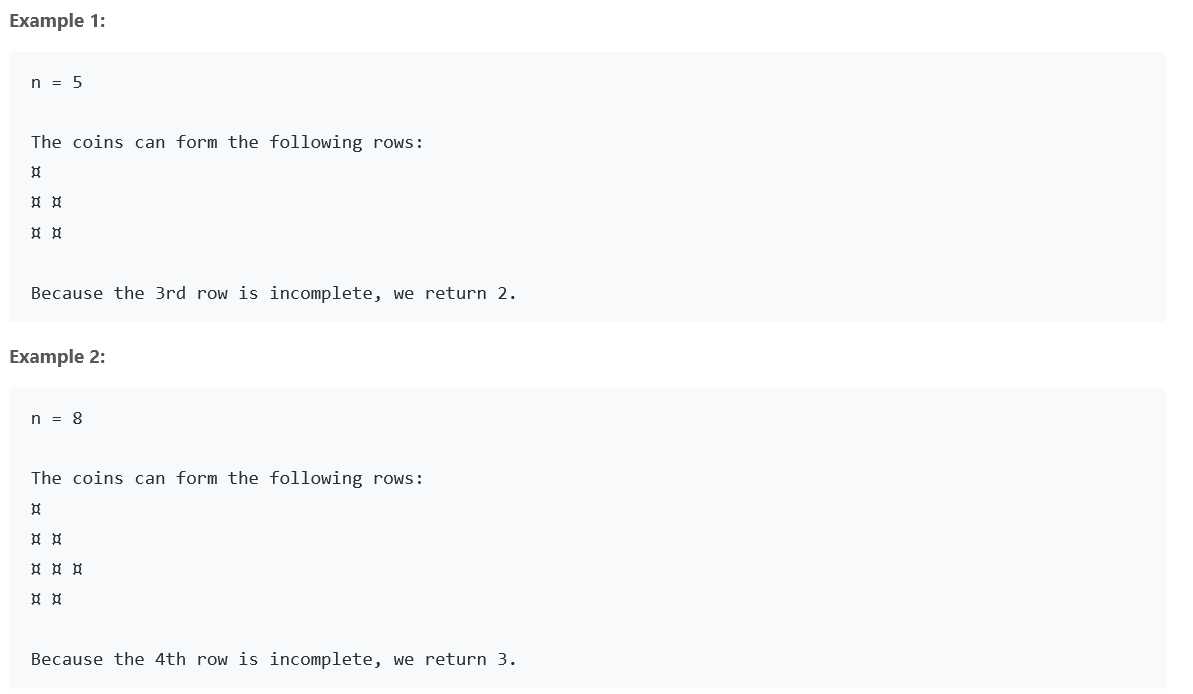 Example 1:
n = 5
The coins can form the following rows:
¤
¤ ¤
¤ ¤
Because the 3rd row is incomplete, we return 2.
Example 2:
n = 8
The coins can form the following rows:
¤
¤ ¤
¤ ¤ ¤
¤ ¤
Because the 4th row is incomplete, we return 3.